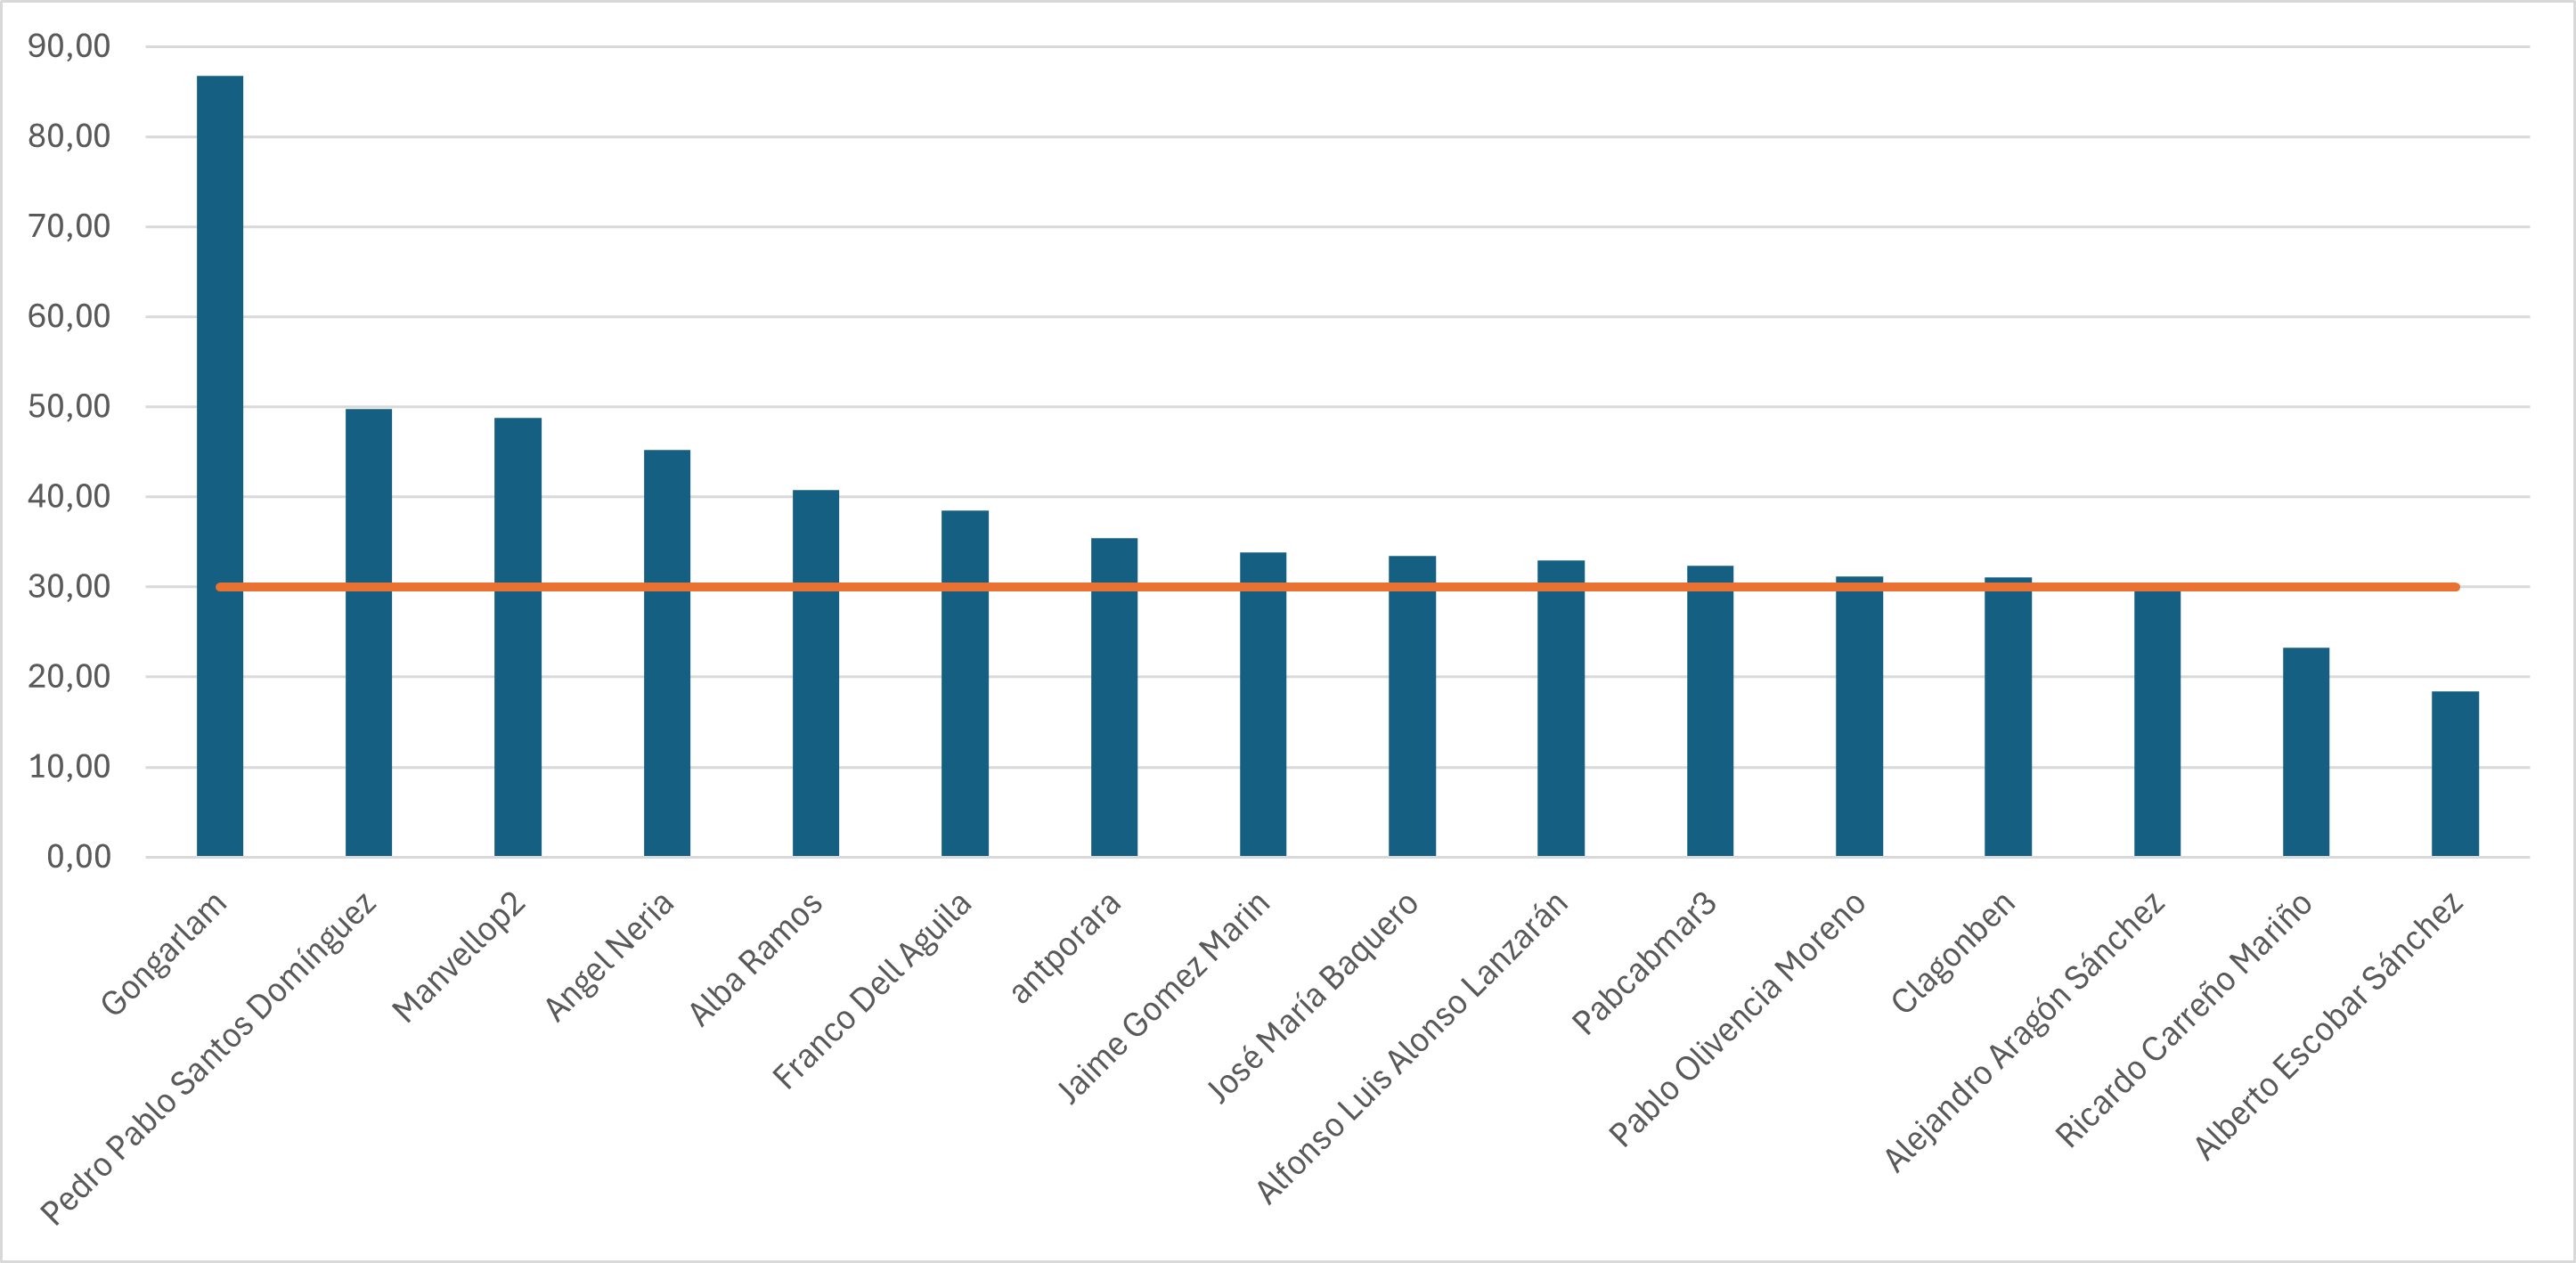 90,00
80,00
70,00
60,00
50,00
40,00
30,00
20,00
10,00
0,00
Gongarlam
Pedro Pablo Santos Domínguez
Manvellop2
Angel Neria
Alba Ramos
Franco Dell Aguila
antporara
Jaime Gomez Marin
José María Baquero
Alfonso Luis Alonso Lanzarán
Pabcabmar3
Pablo Olivencia Moreno
Clagonben
Alejandro Aragón Sánchez
Ricardo Carreño Mariño
Alberto Escobar Sánchez